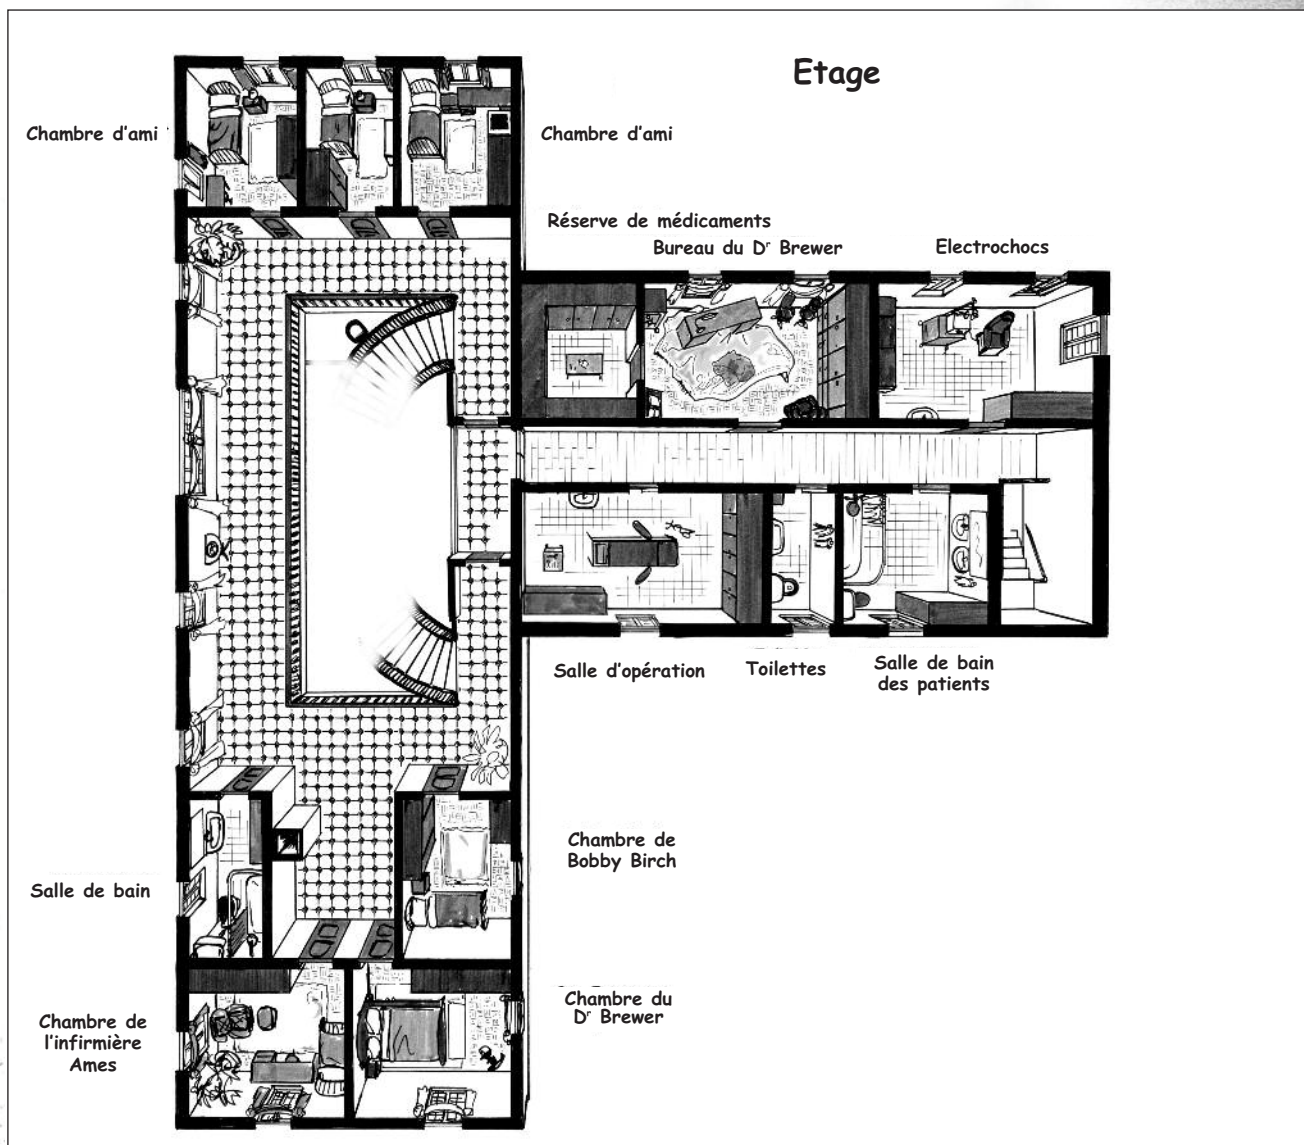 Etage
Chambre d'ami
Chambre d'ami
Réserve de médicaments
Bureau du Dʳ Brewer
Electrochocs
Salle d'opération
Toilettes
Salle de bain
des patients
Chambre de
Bobby Birch
Salle de bain
Chambre du
Dʳ Brewer
Chambre de
l'infirmière
Ames